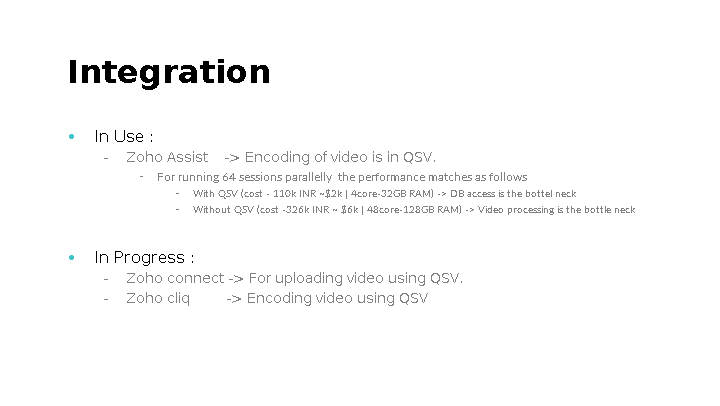 Integration
• In Use :
- Zoho Assist -> Encoding of video is in QSV.
- For running 64 sessions parallelly the performance matches as follows
- With QSV (cost - 110k INR ~$2k | 4core-32GB RAM) -> DB access is the bottel neck
- Without QSV (cost -326k INR ~ $6k | 48core-128GB RAM) -> Video processing is the bottle neck
• In Progress :
- Zoho connect -> For uploading video using QSV.
- Zoho cliq -> Encoding video using QSV